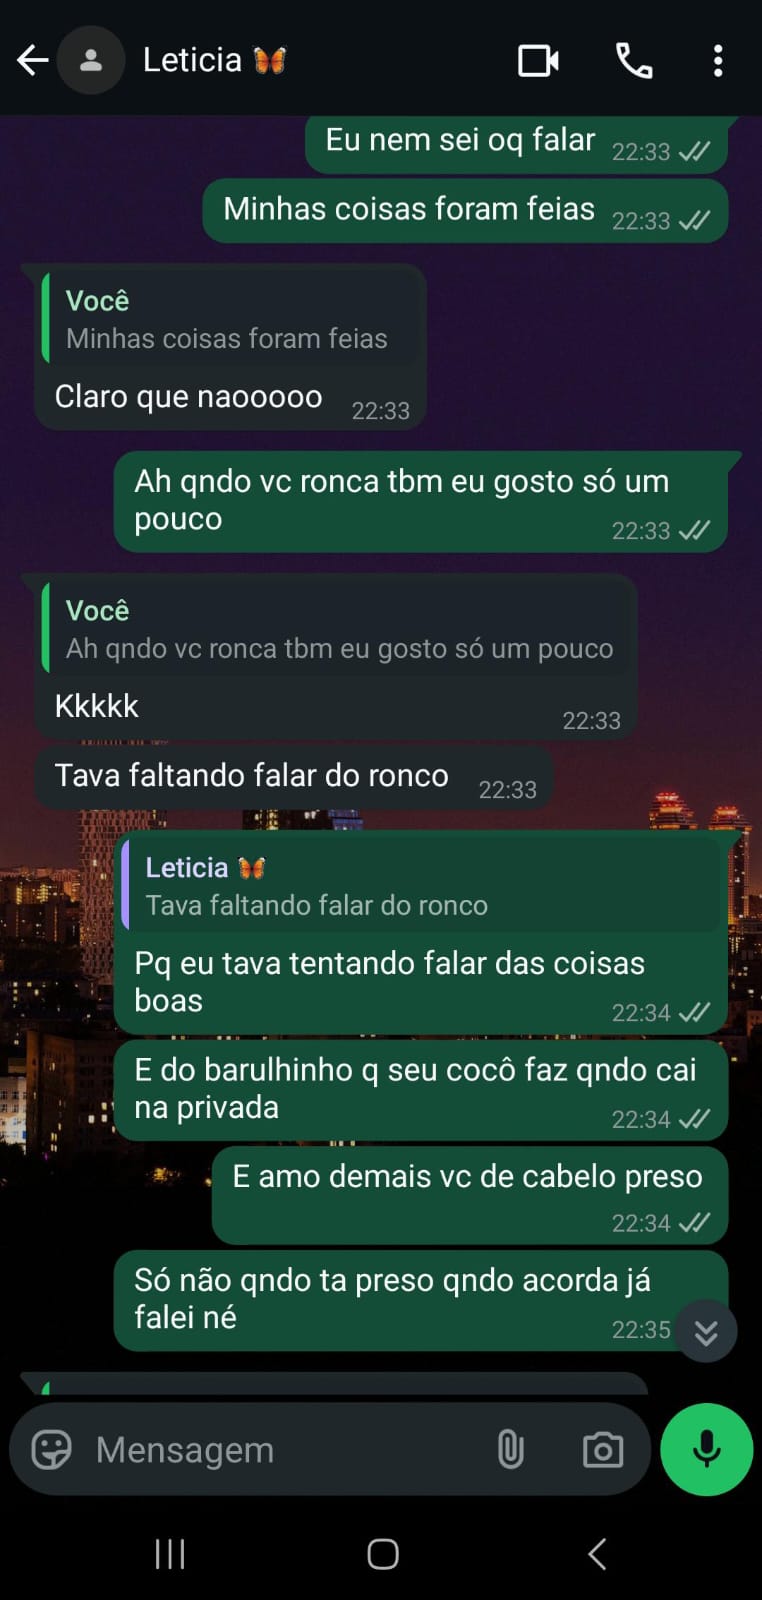 Leticia 🦋
Eu nem sei oq falar 22:33
Minhas coisas foram feias 22:33
Você
Minhas coisas foram feias
Claro que naooooo 22:33
Ah qndo vc ronca tbm eu gosto só um
pouco 22:33
Você
Ah qndo vc ronca tbm eu gosto só um pouco
Kkkkk 22:33
Tava faltando falar do ronco 22:33
Leticia 🦋
Tava faltando falar do ronco
Pq eu tava tentando falar das coisas
boas 22:34
E do barulhinho q seu cocô faz qndo cai
na privada 22:34
E amo demais vc de cabelo preso
22:34
Só não qndo ta preso qndo acorda já
falei né 22:35
Mensagem